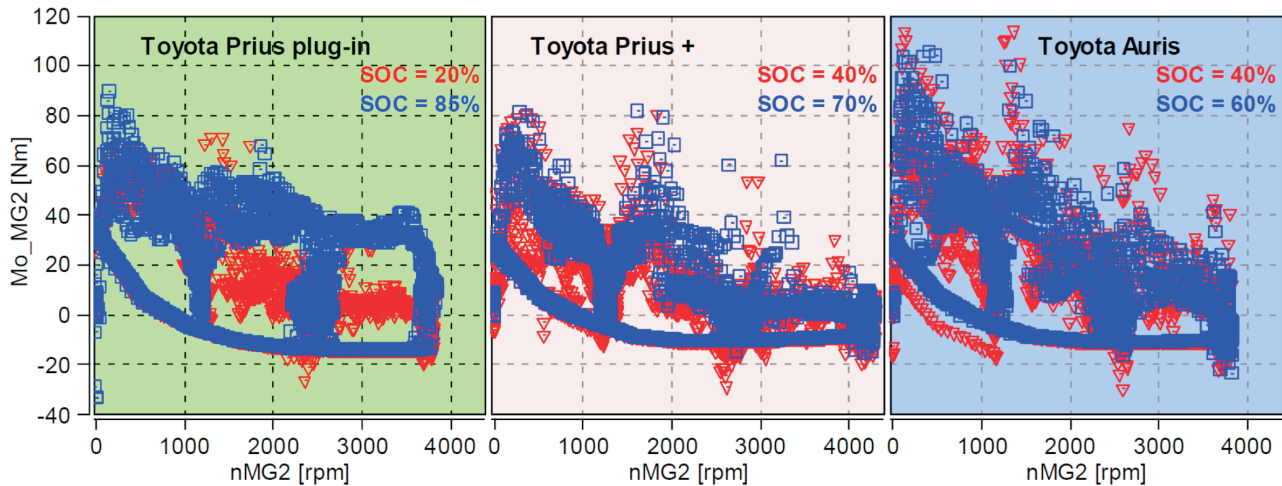 Toyota Prius plug-in
SOC = 20%
SOC = 85%
Toyota Prius +
SOC = 40%
SOC = 70%
Toyota Auris
SOC = 40%
SOC = 60%
Mo_MG2 [Nm]
120
100
80
60
40
20
0
-20
-40
0 1000 2000 3000 4000
nMG2 [rpm]
0 1000 2000 3000 4000
nMG2 [rpm]
0 1000 2000 3000 4000
nMG2 [rpm]